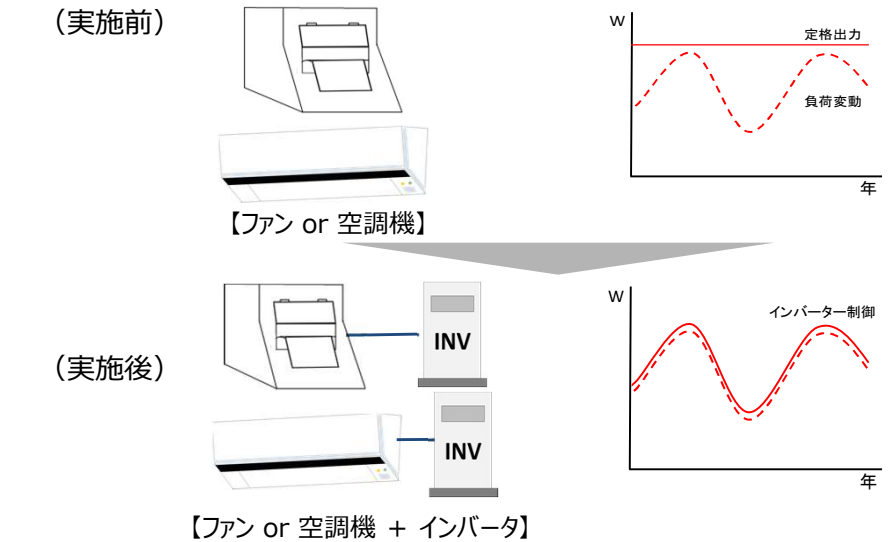 （実施前）
W
定格出力
負荷変動
年
【ファン or 空調機】
W
インバーター制御
INV
（実施後）
INV
年
【ファン or 空調機 + インバータ】